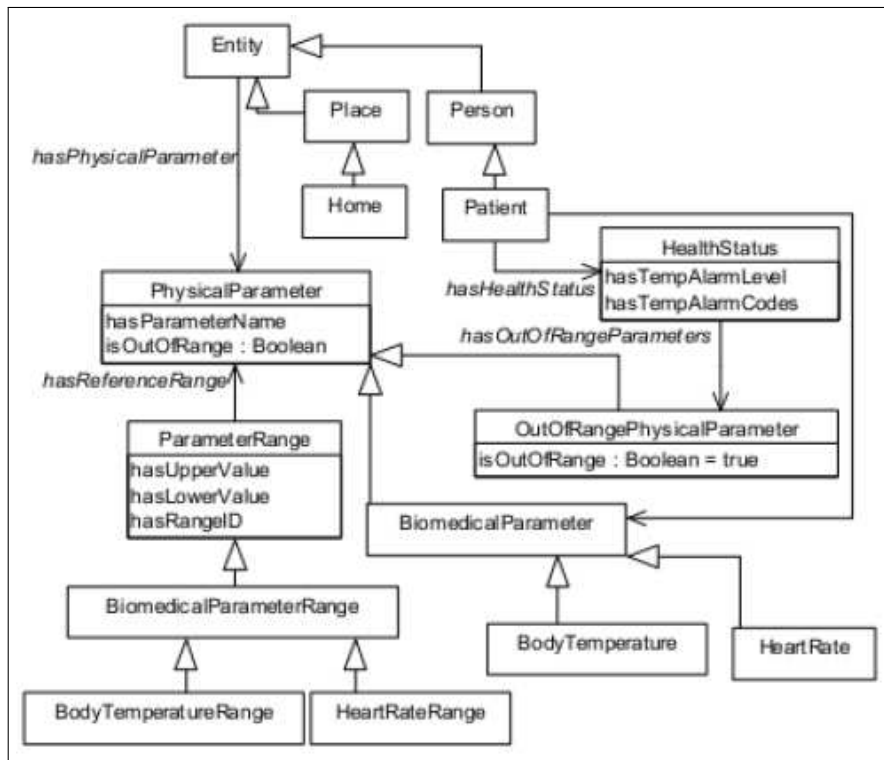 Entity
Place
Person
hasPhysicalParameter
Home
Patient
HealthStatus
hasTempAlarmLevel
hasTempAlarmCodes
hasHealthStatus
PhysicalParameter
hasParameterName
isOutOfRange : Boolean
hasOutOfRangeParameters
hasReferenceRange
ParameterRange
hasUpperValue
hasLowerValue
hasRangeID
OutOfRangePhysicalParameter
isOutOfRange : Boolean = true
BiomedicalParameter
BiomedicalParameterRange
BodyTemperature
HeartRate
BodyTemperatureRange
HeartRateRange